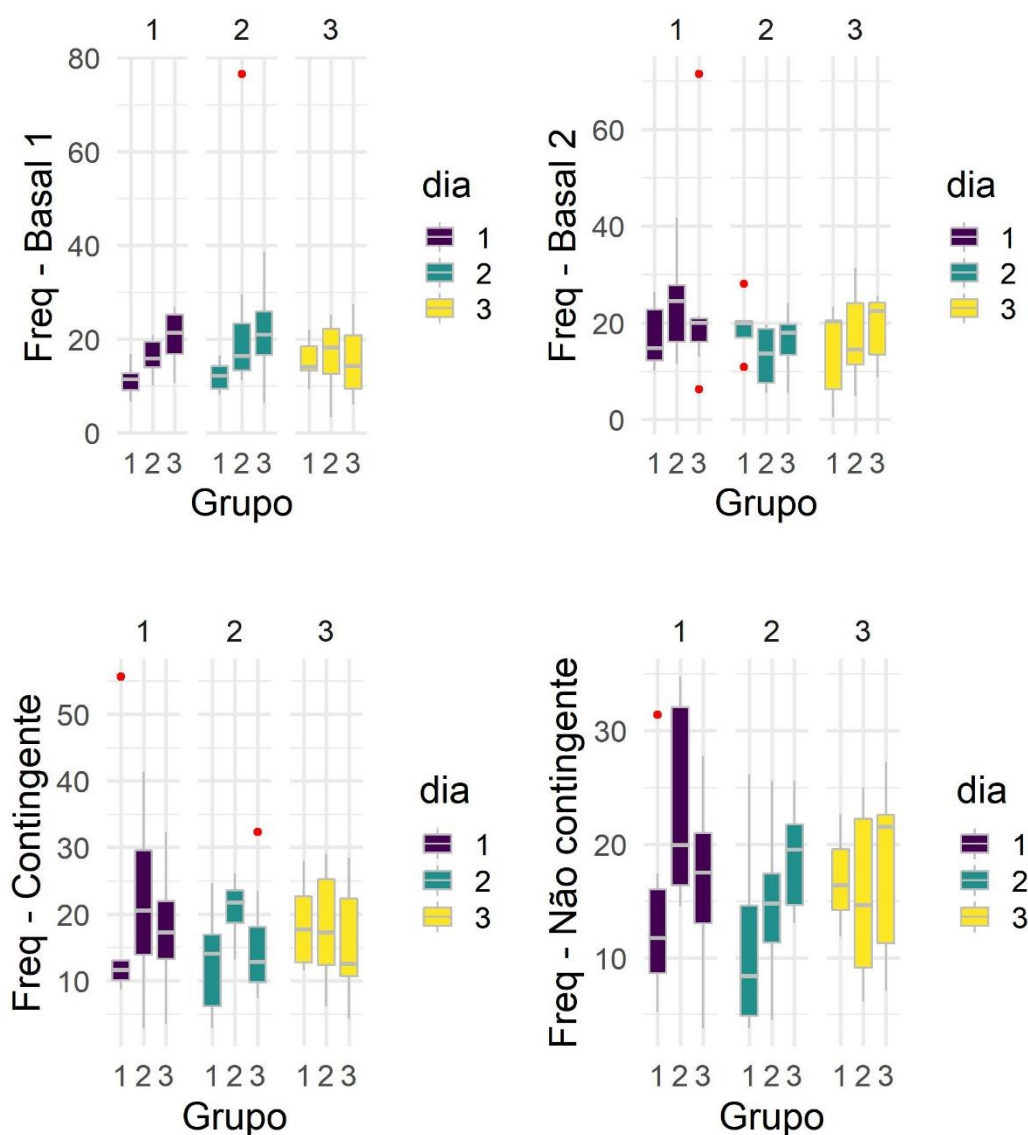 1 2 3
80
60
40
20
0
Freq - Basal 1
1 2 3 1 2 3 1 2 3
Grupo
dia
1
2
3
1 2 3
60
40
20
0
Freq - Basal 2
1 2 3 1 2 3 1 2 3
Grupo
dia
1
2
3
1 2 3
50
40
30
20
10
Freq - Contingente
1 2 3 1 2 3 1 2 3
Grupo
dia
1
2
3
1 2 3
30
20
10
Freq - Não contingente
1 2 3 1 2 3 1 2 3
Grupo
dia
1
2
3